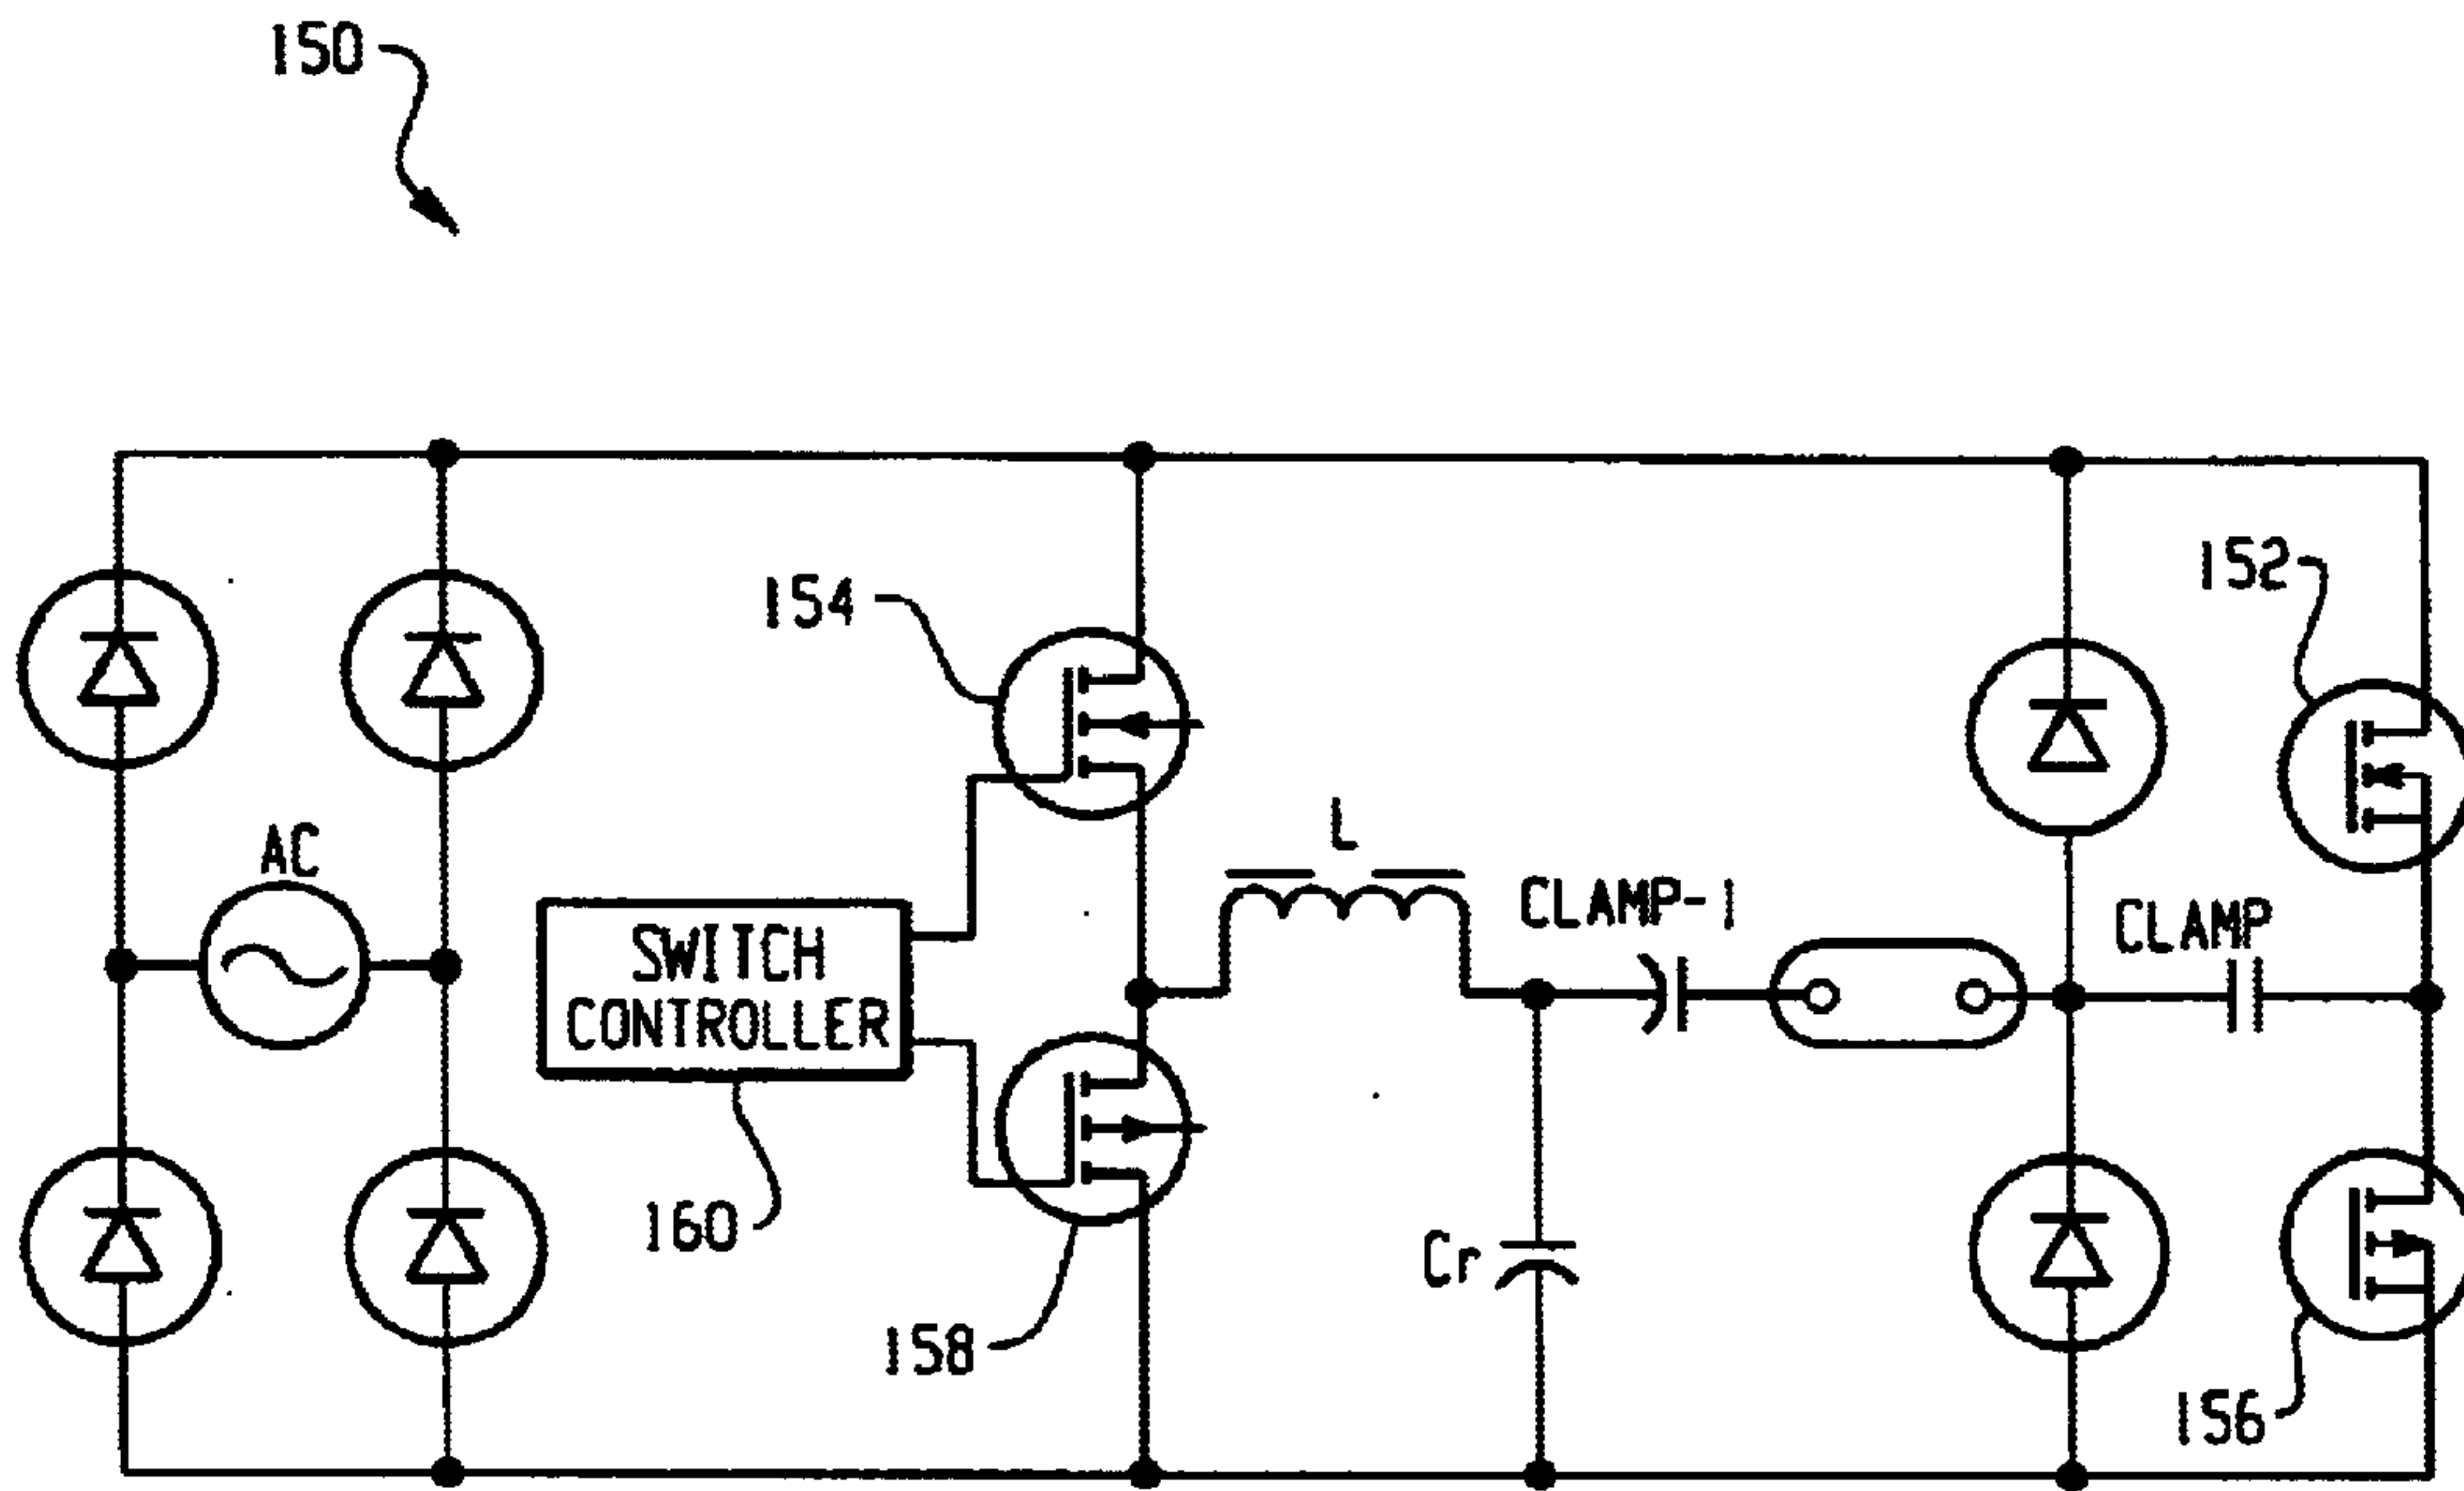 150
152
154
AC
L
CLAMP-1
CLAMP
SWITCH
CONTROLLER
160
Cr
158
156